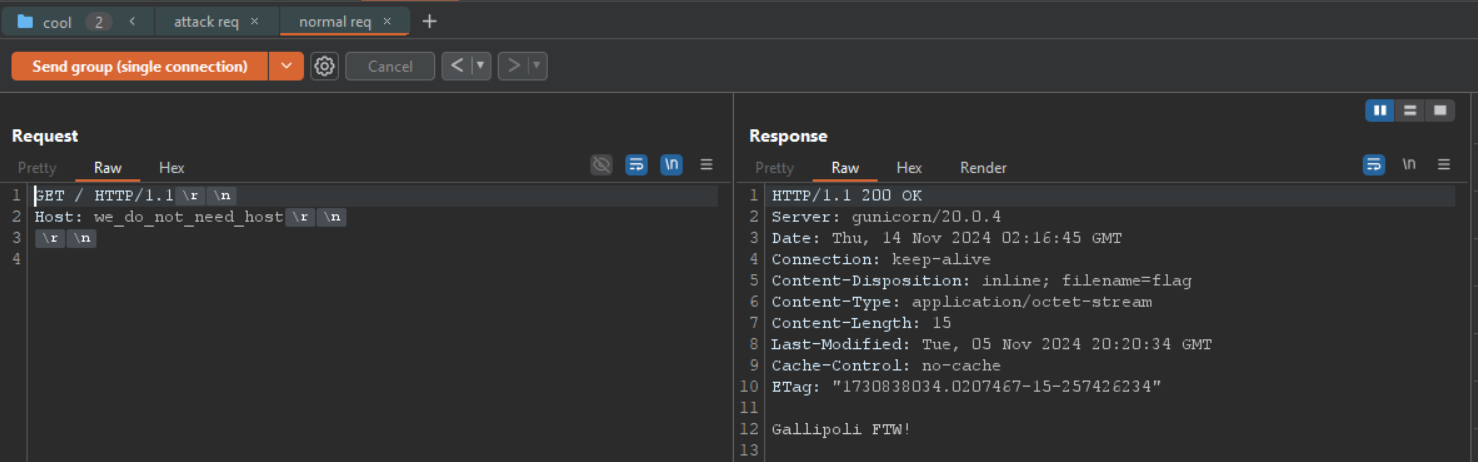 cool 2 < attack req × normal req × +
Send group (single connection) Cancel < ▼ > ▼
Request
Pretty Raw Hex \n
1 GET / HTTP/1.1 \r \n
2 Host: we_do_not_need_host \r \n
3 \r \n
4
Response
Pretty Raw Hex Render \n
1 HTTP/1.1 200 OK
2 Server: gunicorn/20.0.4
3 Date: Thu, 14 Nov 2024 02:16:45 GMT
4 Connection: keep-alive
5 Content-Disposition: inline; filename=flag
6 Content-Type: application/octet-stream
7 Content-Length: 15
8 Last-Modified: Tue, 05 Nov 2024 20:20:34 GMT
9 Cache-Control: no-cache
10 ETag: "1730838034.0207467-15-257426234"
11
12 Gallipoli FTW!
13